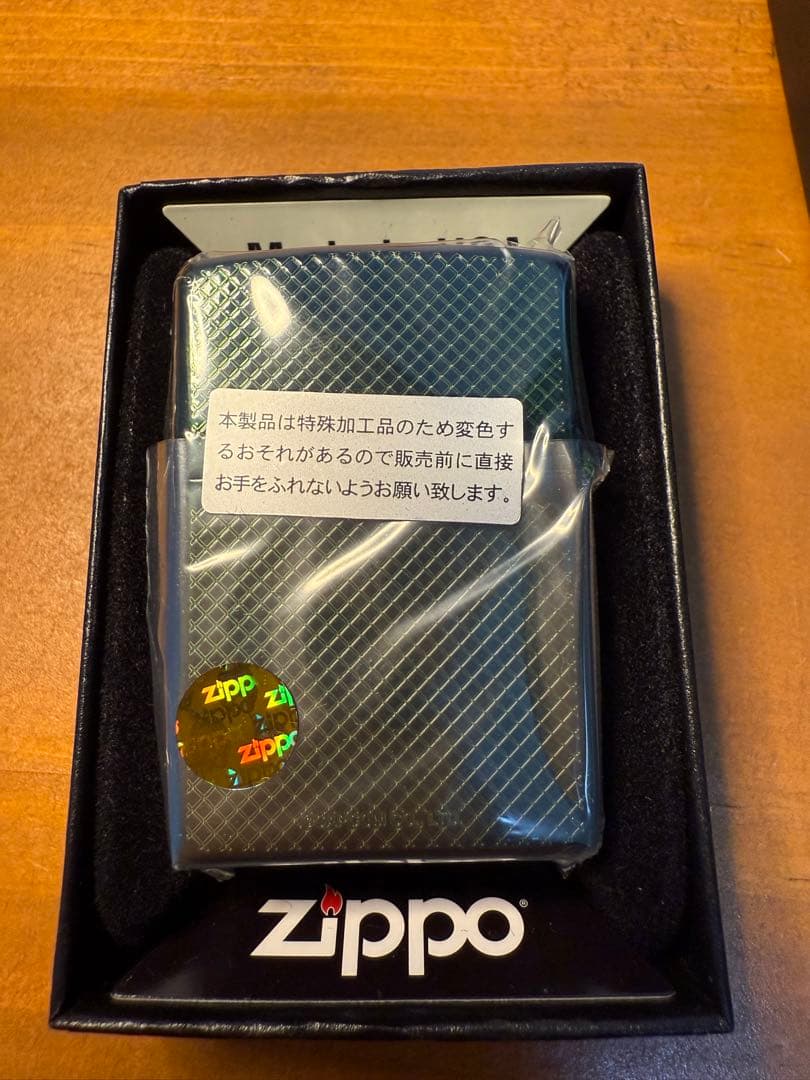 本製品は特殊加工品のため変色す
るおそれがあるので販売前に直接
お手をふれないようお願い致します。
zippo
zippo
zippo
zippo®